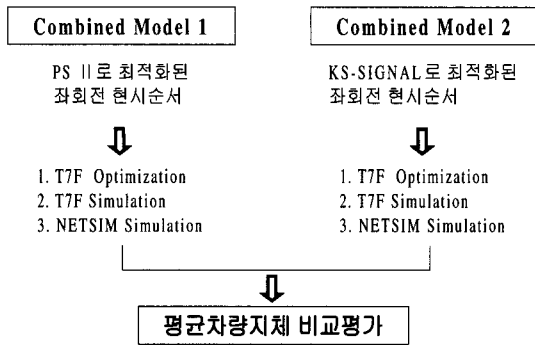 Combined Model 1
PS II로 최적화된
좌회전 현시순서
1. T7F Optimization
2. T7F Simulation
3. NETSIM Simulation
Combined Model 2
KS-SIGNAL로 최적화된
좌회전 현시순서
1. T7F Optimization
2. T7F Simulation
3. NETSIM Simulation
평균차량지체 비교평가